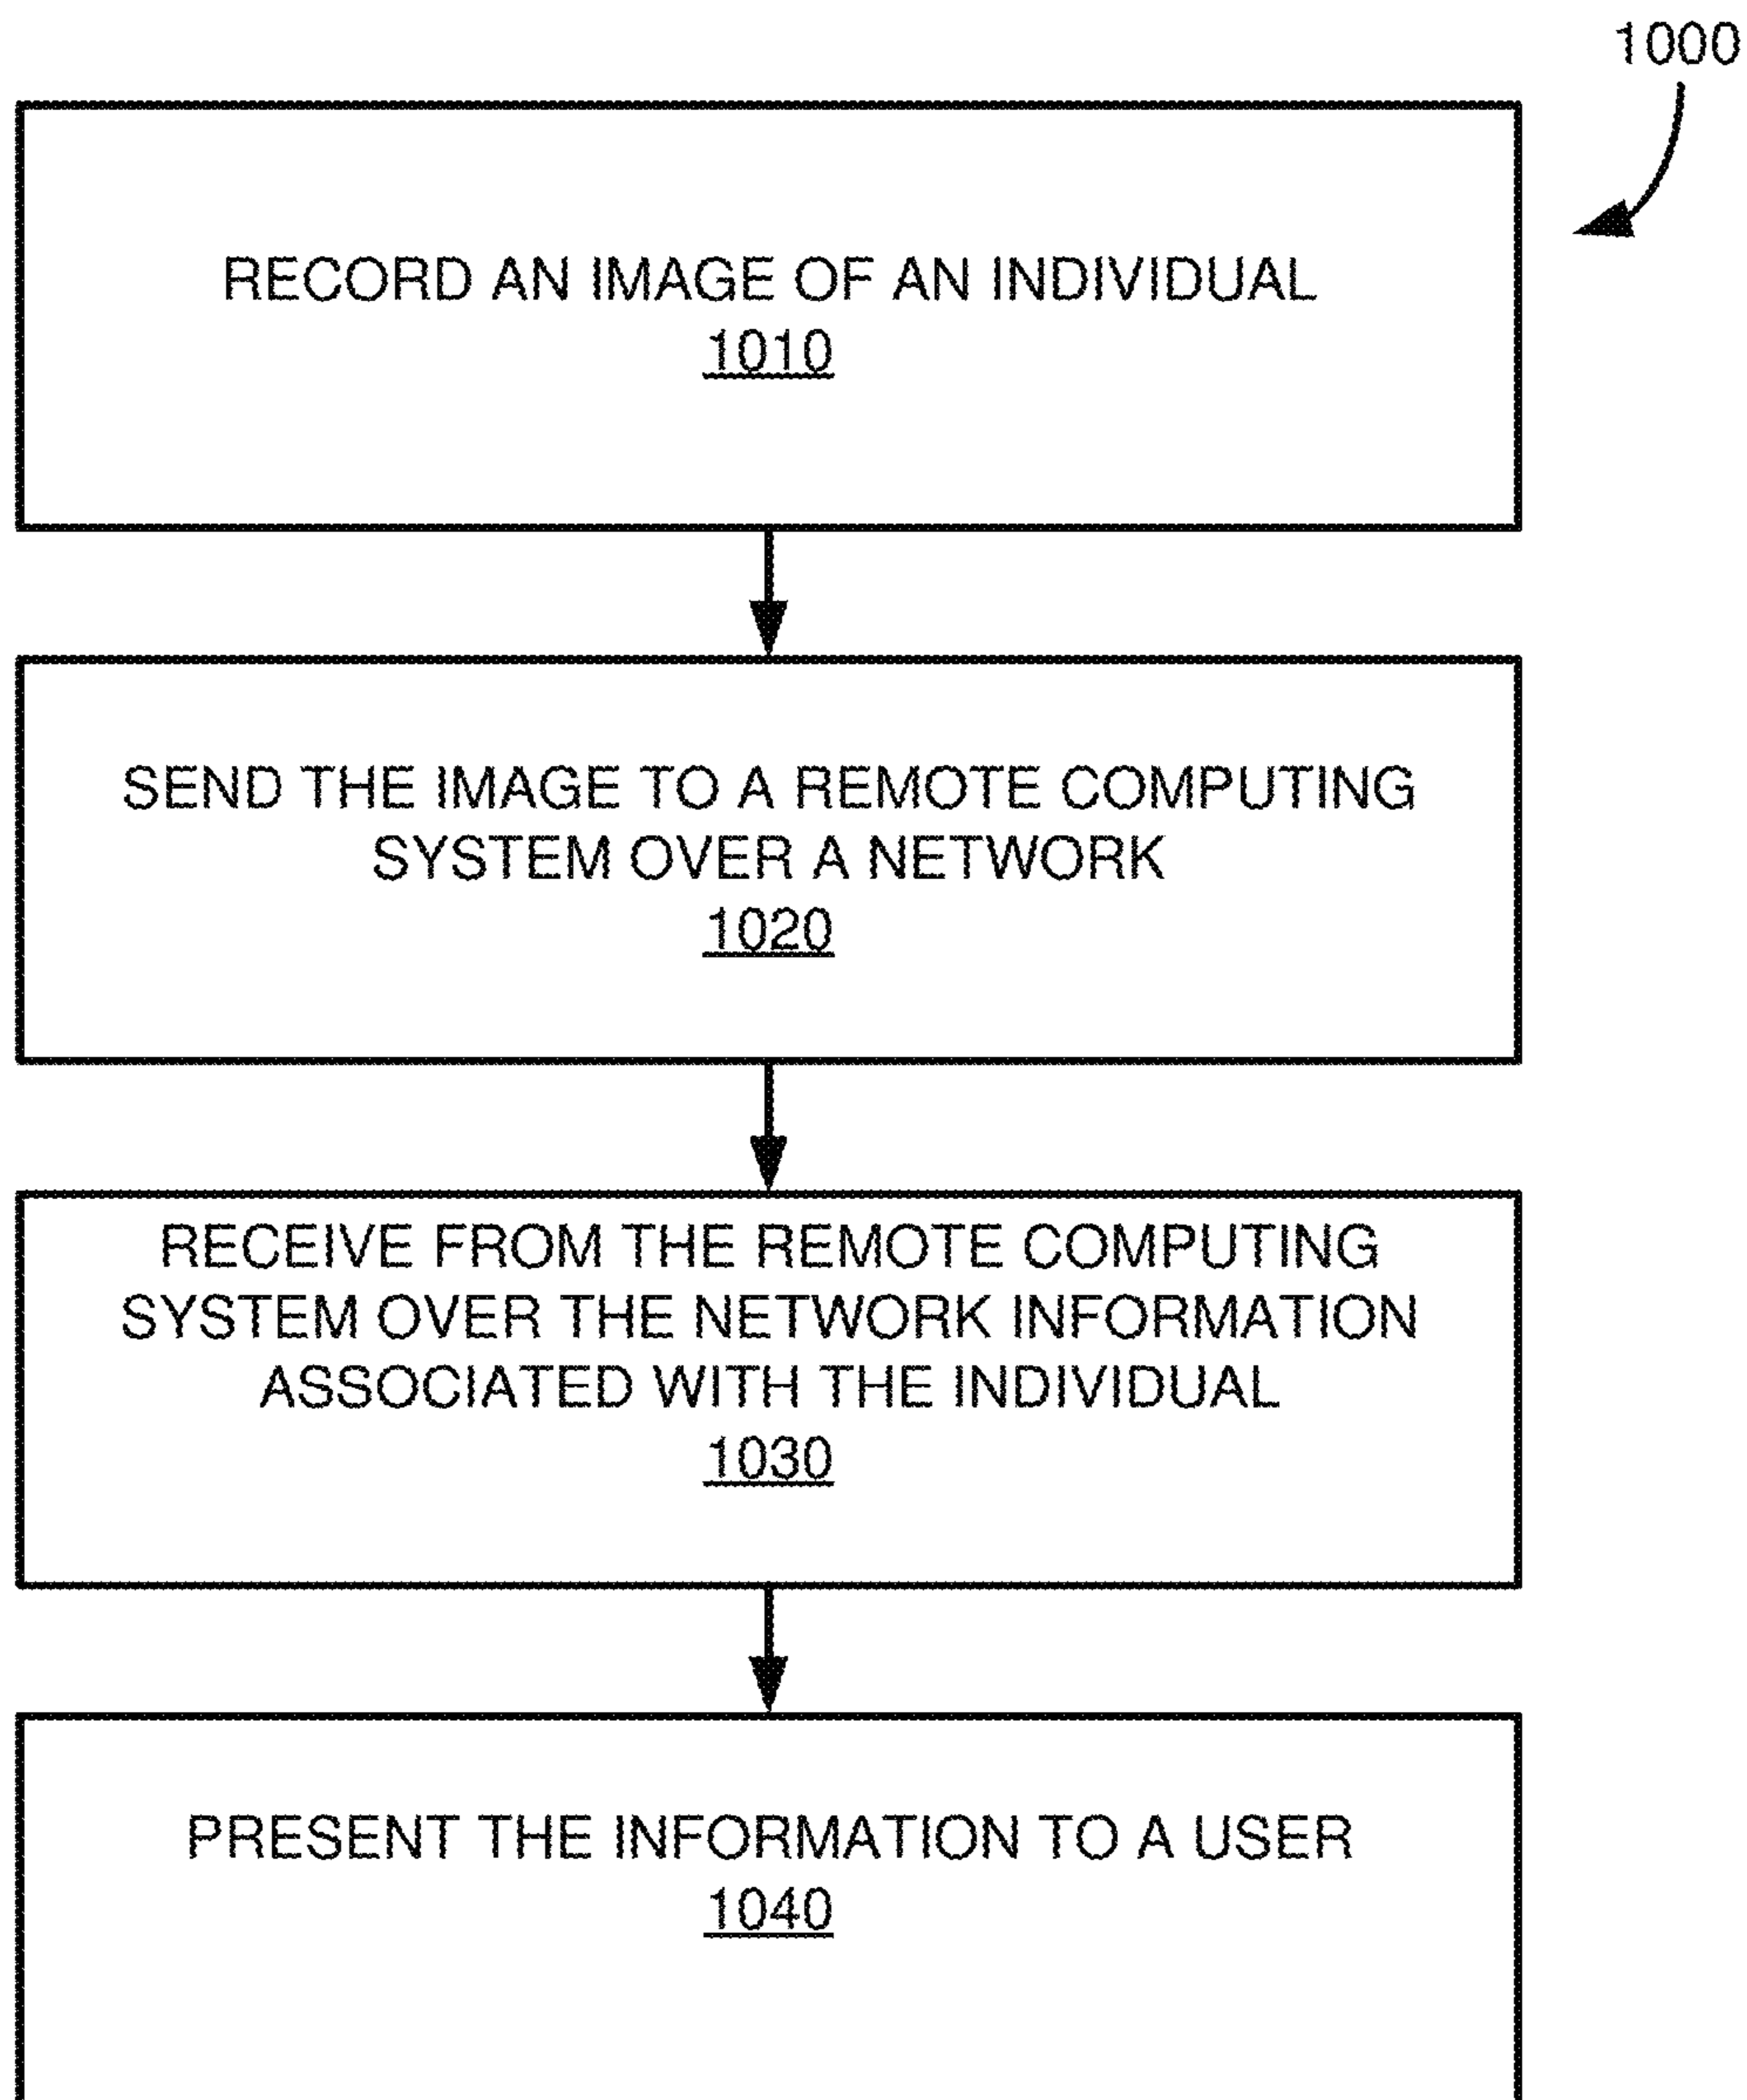 1000
RECORD AN IMAGE OF AN INDIVIDUAL
1010
SEND THE IMAGE TO A REMOTE COMPUTING
SYSTEM OVER A NETWORK
1020
RECEIVE FROM THE REMOTE COMPUTING
SYSTEM OVER THE NETWORK INFORMATION
ASSOCIATED WITH THE INDIVIDUAL
1030
PRESENT THE INFORMATION TO A USER
1040